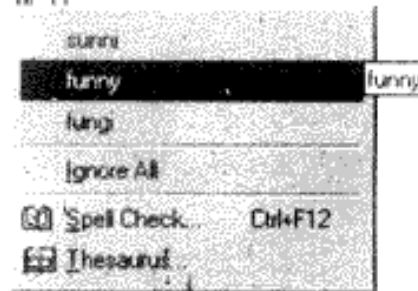 sunni
funny funny
fungi
Ignore All
Spell Check... Ctrl+F12
Thesaurus...